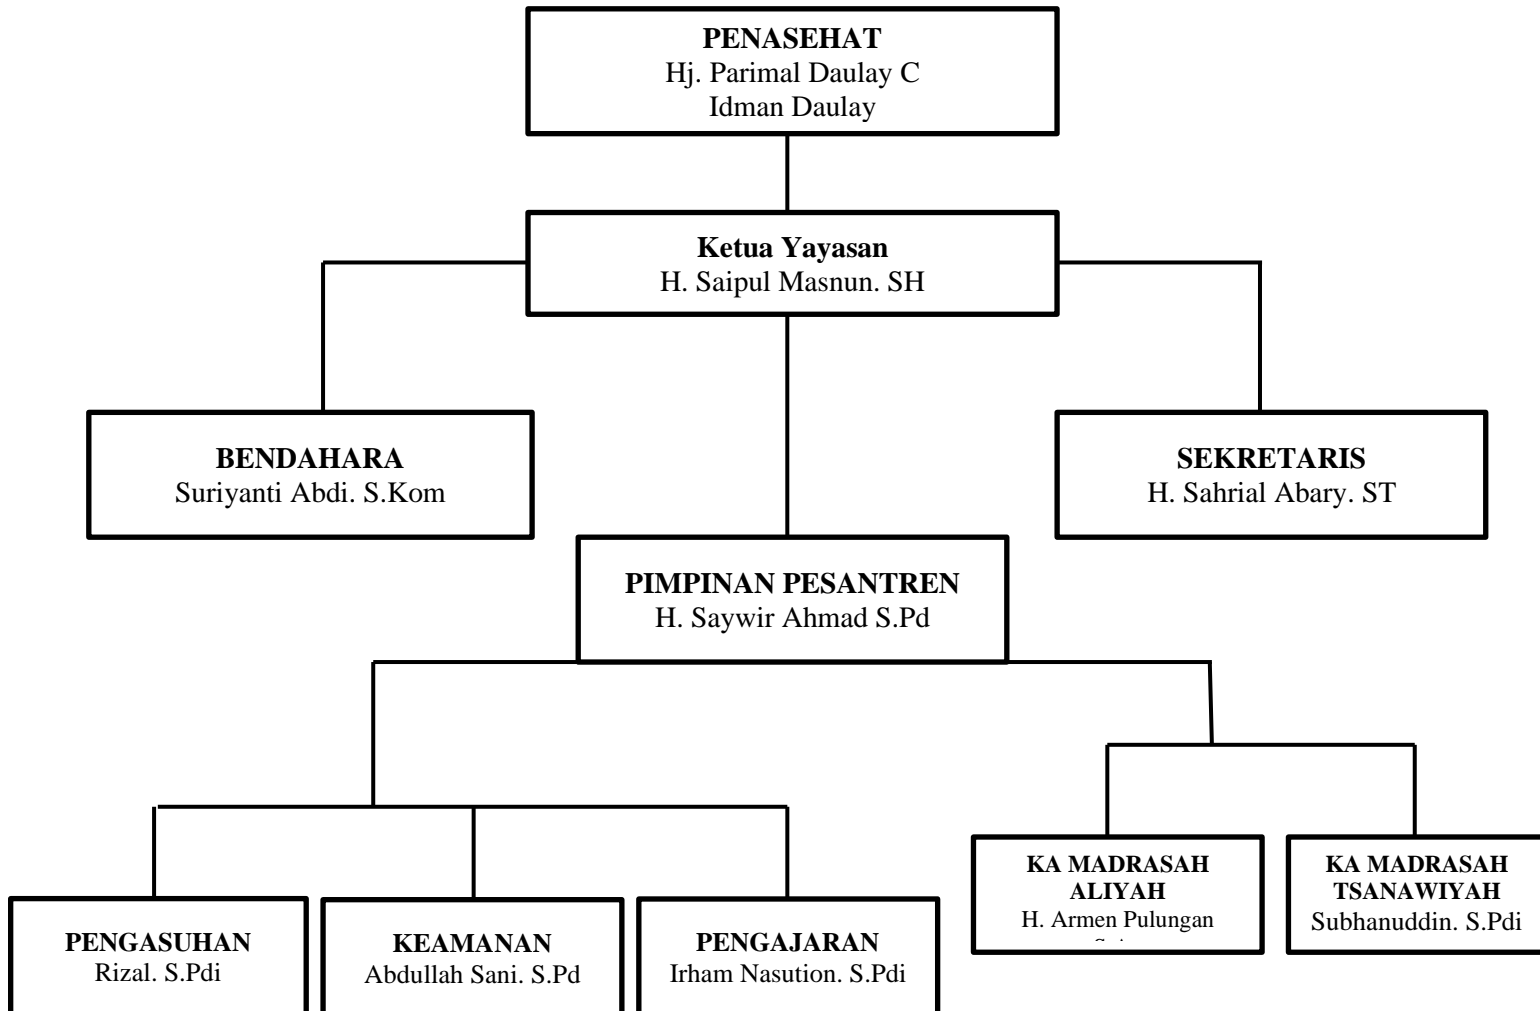 PENASEHAT
Hj. Parimal Daulay C
Idman Daulay
Ketua Yayasan
H. Saipul Masnun. SH
BENDAHARA
Suriyanti Abdi. S.Kom
SEKRETARIS
H. Sahrial Abary. ST
PIMPINAN PESANTREN
H. Saywir Ahmad S.Pd
KA MADRASAH
ALIYAH
H. Armen Pulungan
KA MADRASAH
TSANAWIYAH
Subhanuddin. S.Pdi
PENGASUHAN
Rizal. S.Pdi
KEAMANAN
Abdullah Sani. S.Pd
PENGAJARAN
Irham Nasution. S.Pdi